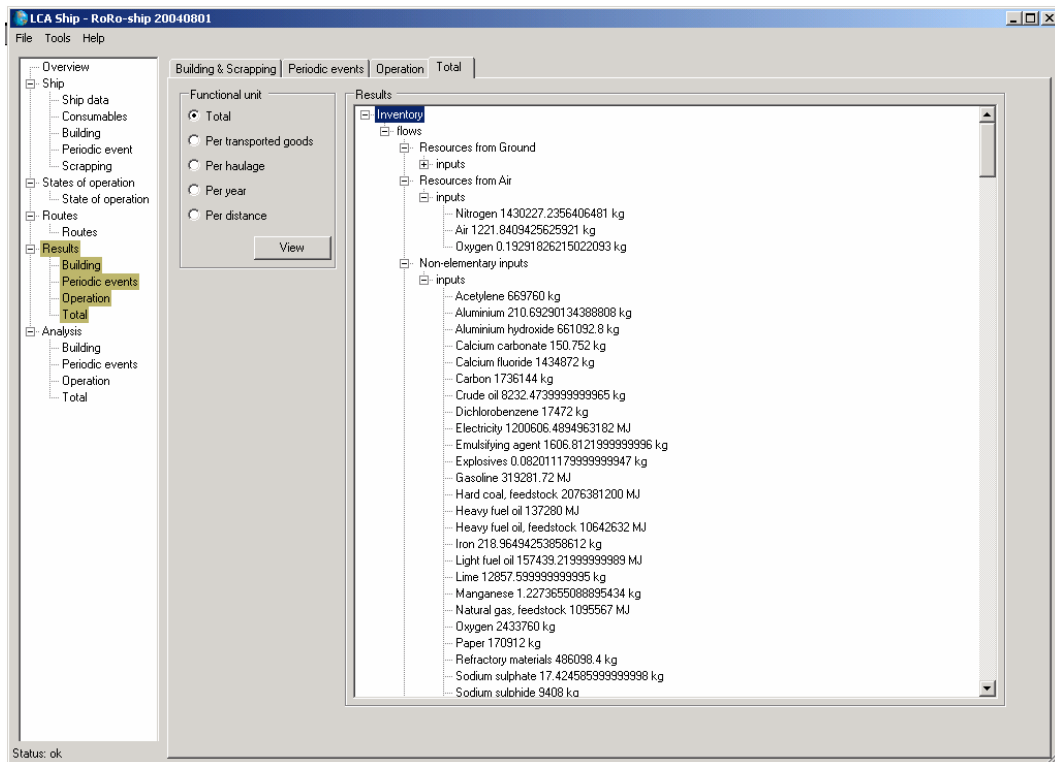 LCA Ship - RoRo-ship 20040801
File Tools Help
Overview
Ship
Ship data
Consumables
Building
Periodic event
Scrapping
States of operation
State of operation
Routes
Routes
Results
Building
Periodic events
Operation
Total
Analysis
Building
Periodic events
Operation
Total
Building & Scrapping Periodic events Operation Total
Functional unit
Total
Per transported goods
Per haulage
Per year
Per distance
View
Results
Inventory
flows
Resources from Ground
inputs
Resources from Air
inputs
Nitrogen 1430227.2356406481 kg
Air 1221.8409425625921 kg
Oxygen 0.19291826215022093 kg
Non-elementary inputs
inputs
Acetylene 669760 kg
Aluminium 210.69290134388808 kg
Aluminium hydroxide 661092.8 kg
Calcium carbonate 150.752 kg
Calcium fluoride 1434872 kg
Carbon 1736144 kg
Crude oil 8232.4739999999965 kg
Dichlorobenzene 17472 kg
Electricity 1200606.4894963182 MJ
Emulsifying agent 1606.8121999999996 kg
Explosives 0.082011179999999947 kg
Gasoline 319281.72 MJ
Hard coal, feedstock 2076381200 MJ
Heavy fuel oil 137280 MJ
Heavy fuel oil, feedstock 10642632 MJ
Iron 218.96494253858612 kg
Light fuel oil 157439.21999999989 MJ
Lime 12857.599999999995 kg
Manganese 1.2273655088895434 kg
Natural gas, feedstock 1095567 MJ
Oxygen 2433760 kg
Paper 170912 kg
Refractory materials 486098.4 kg
Sodium sulphate 17.424585999999998 kg
Sodium sulphide 9408 kg
Status: ok